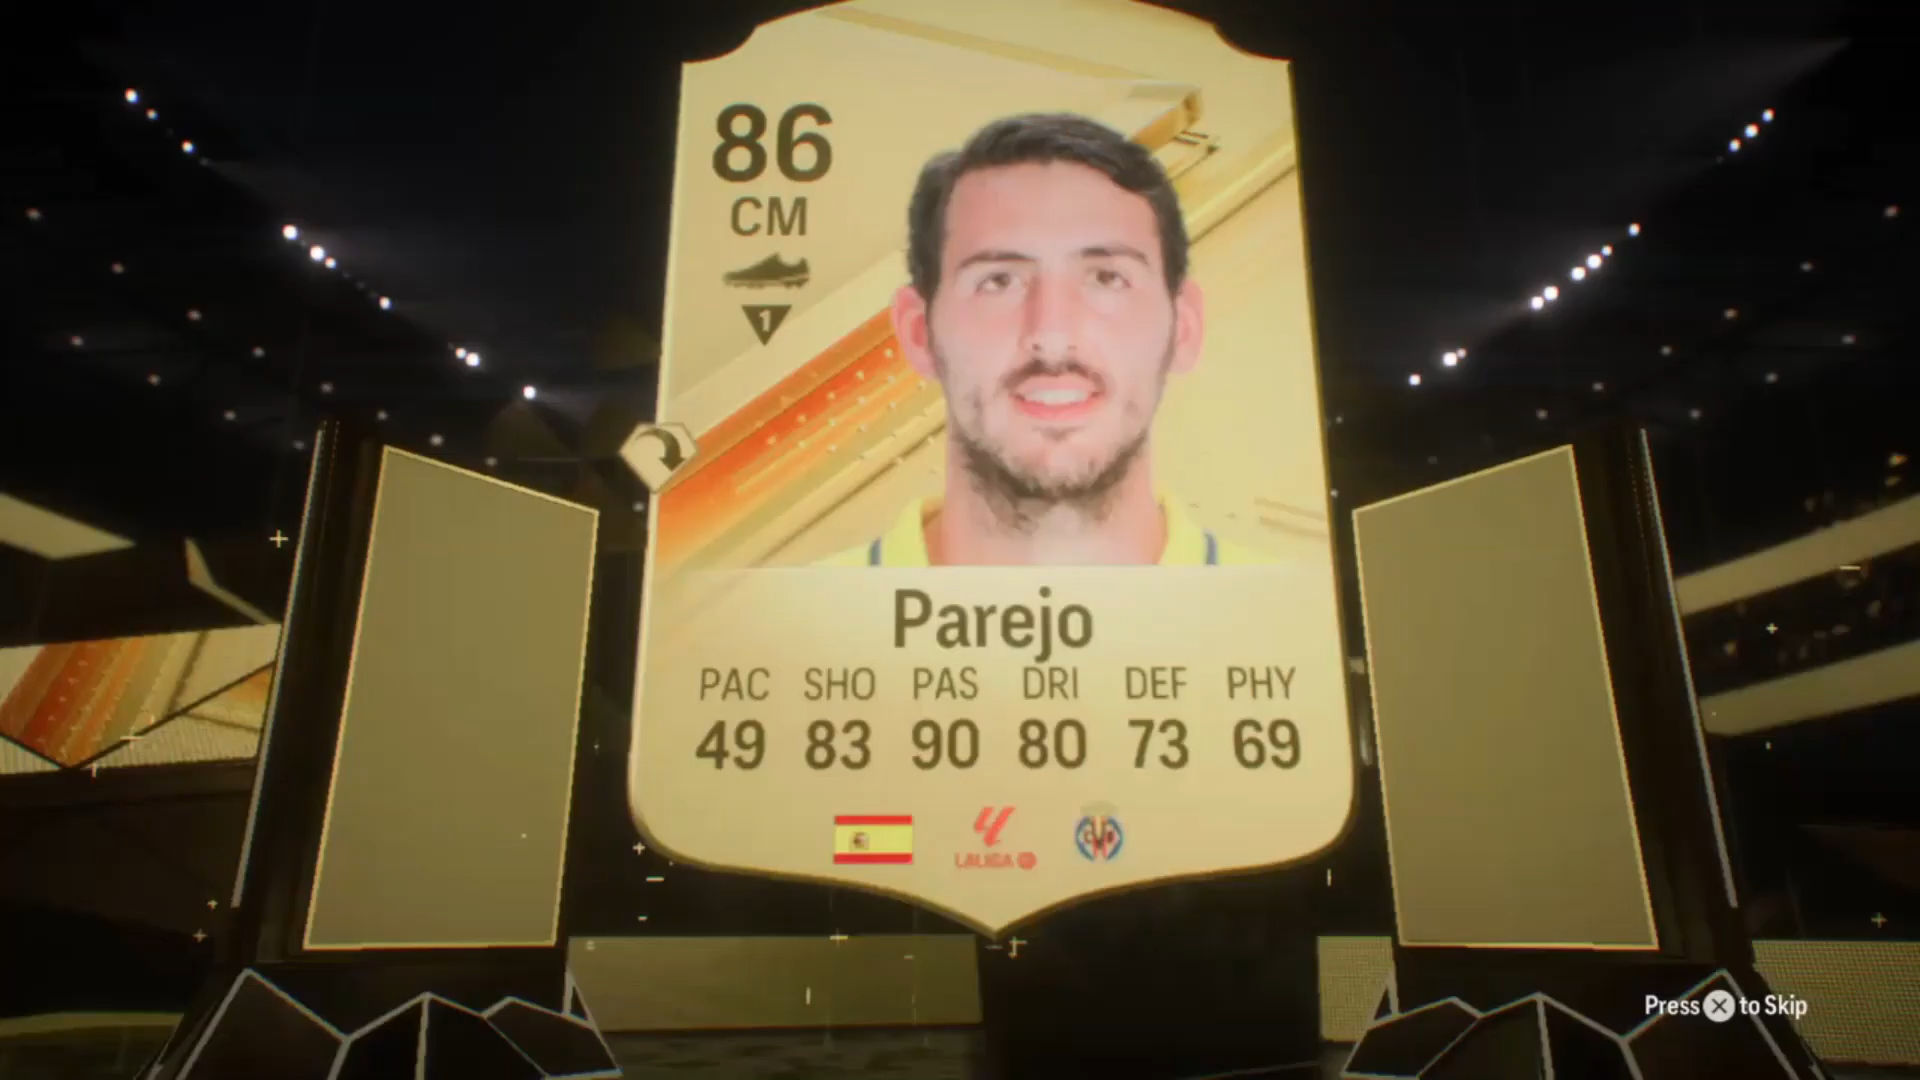 86
CM
1
Parejo
PAC SHO PAS DRI DEF PHY
49 83 90 80 73 69
LALIGA
Press X to Skip